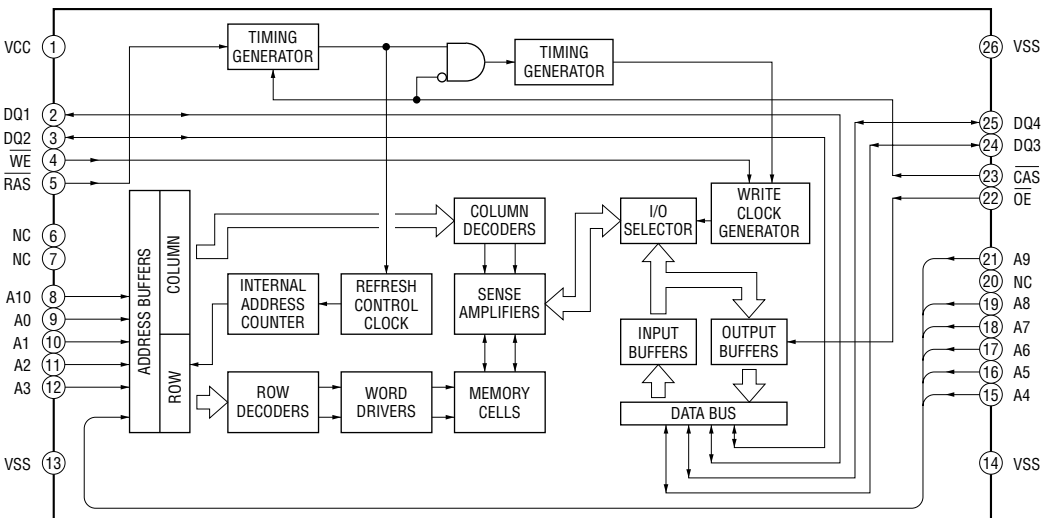 VCC 1
DQ1 2
DQ2 3
W̅E̅ 4
R̅A̅S̅ 5
NC 6
NC 7
A10 8
A0 9
A1 10
A2 11
A3 12
VSS 13
TIMING
GENERATOR
TIMING
GENERATOR
ADDRESS BUFFERS
COLUMN
ROW
COLUMN
DECODERS
I/O
SELECTOR
WRITE
CLOCK
GENERATOR
INTERNAL
ADDRESS
COUNTER
REFRESH
CONTROL
CLOCK
SENSE
AMPLIFIERS
INPUT
BUFFERS
OUTPUT
BUFFERS
ROW
DECODERS
WORD
DRIVERS
MEMORY
CELLS
DATA BUS
26 VSS
25 DQ4
24 DQ3
23 C̅A̅S̅
22 O̅E̅
21 A9
20 NC
19 A8
18 A7
17 A6
16 A5
15 A4
14 VSS